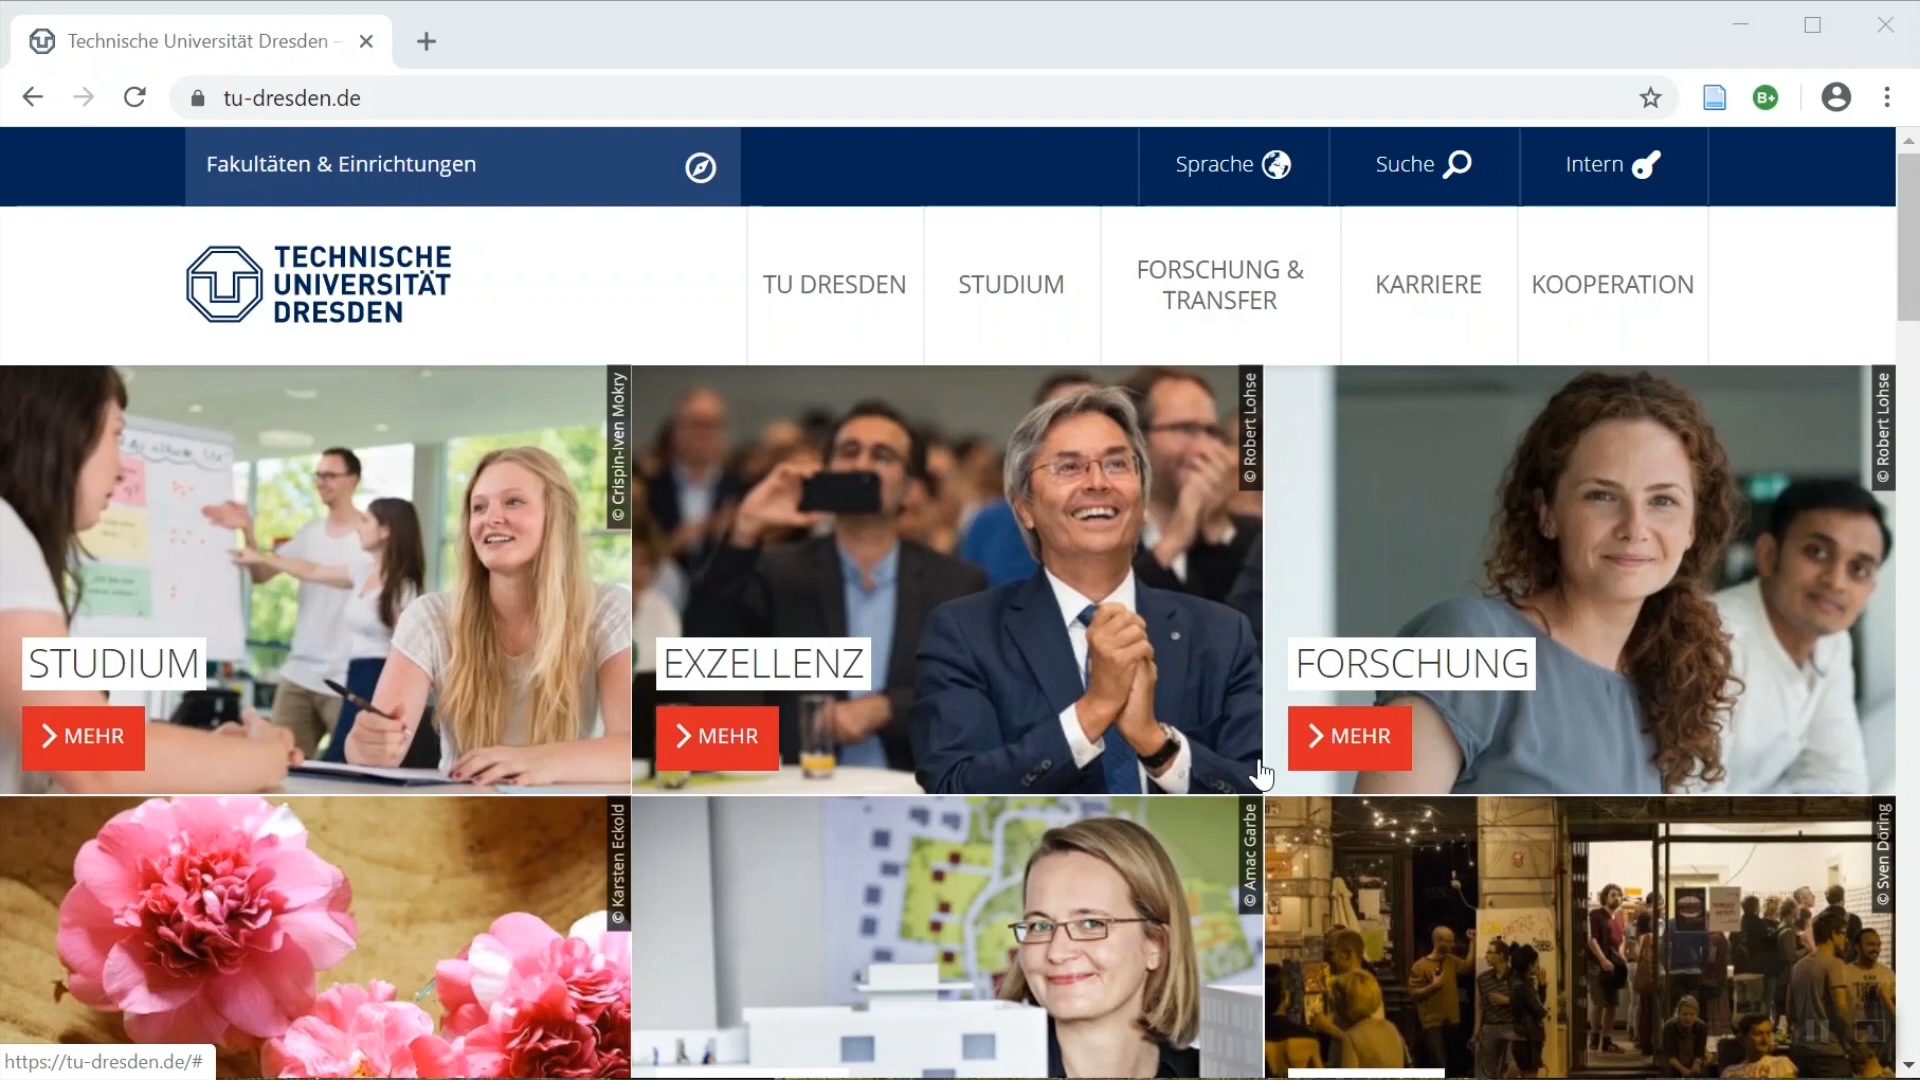 Technische Universität Dresden –
tu-dresden.de
B+
Fakultäten & Einrichtungen
Sprache
Suche
Intern
TECHNISCHE
UNIVERSITÄT
DRESDEN
TU DRESDEN
STUDIUM
FORSCHUNG &
TRANSFER
KARRIERE
KOOPERATION
© Crispin-Iven Mokry
© Robert Lohse
© Robert Lohse
STUDIUM
EXZELLENZ
FORSCHUNG
MEHR
MEHR
MEHR
© Karsten Eckold
© Amac Garbe
© Sven Döring
https://tu-dresden.de/#